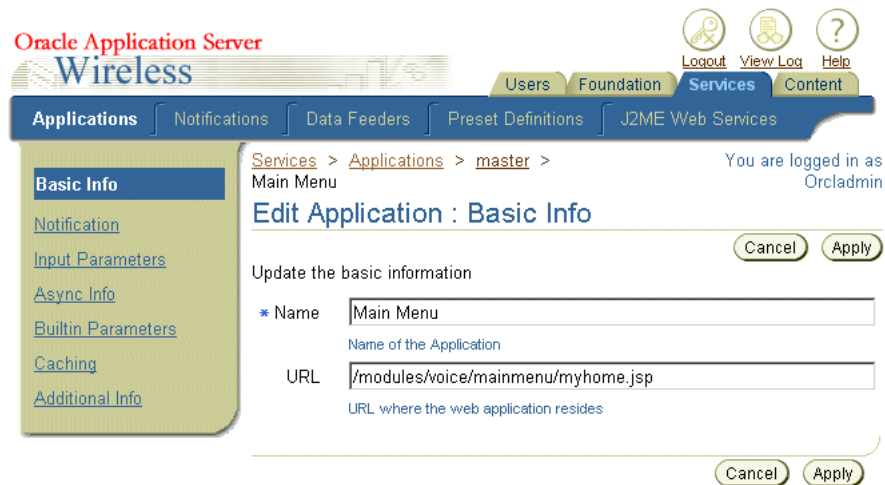 Oracle Application Server
Wireless
Logout View Log Help
Users Foundation Services Content
Applications Notifications Data Feeders Preset Definitions J2ME Web Services
Basic Info
Notification
Input Parameters
Async Info
Builtin Parameters
Caching
Additional Info
Services > Applications > master >
Main Menu
You are logged in as
Orcladmin
Edit Application : Basic Info
Cancel Apply
Update the basic information
* Name Main Menu
Name of the Application
URL /modules/voice/mainmenu/myhome.jsp
URL where the web application resides
Cancel Apply